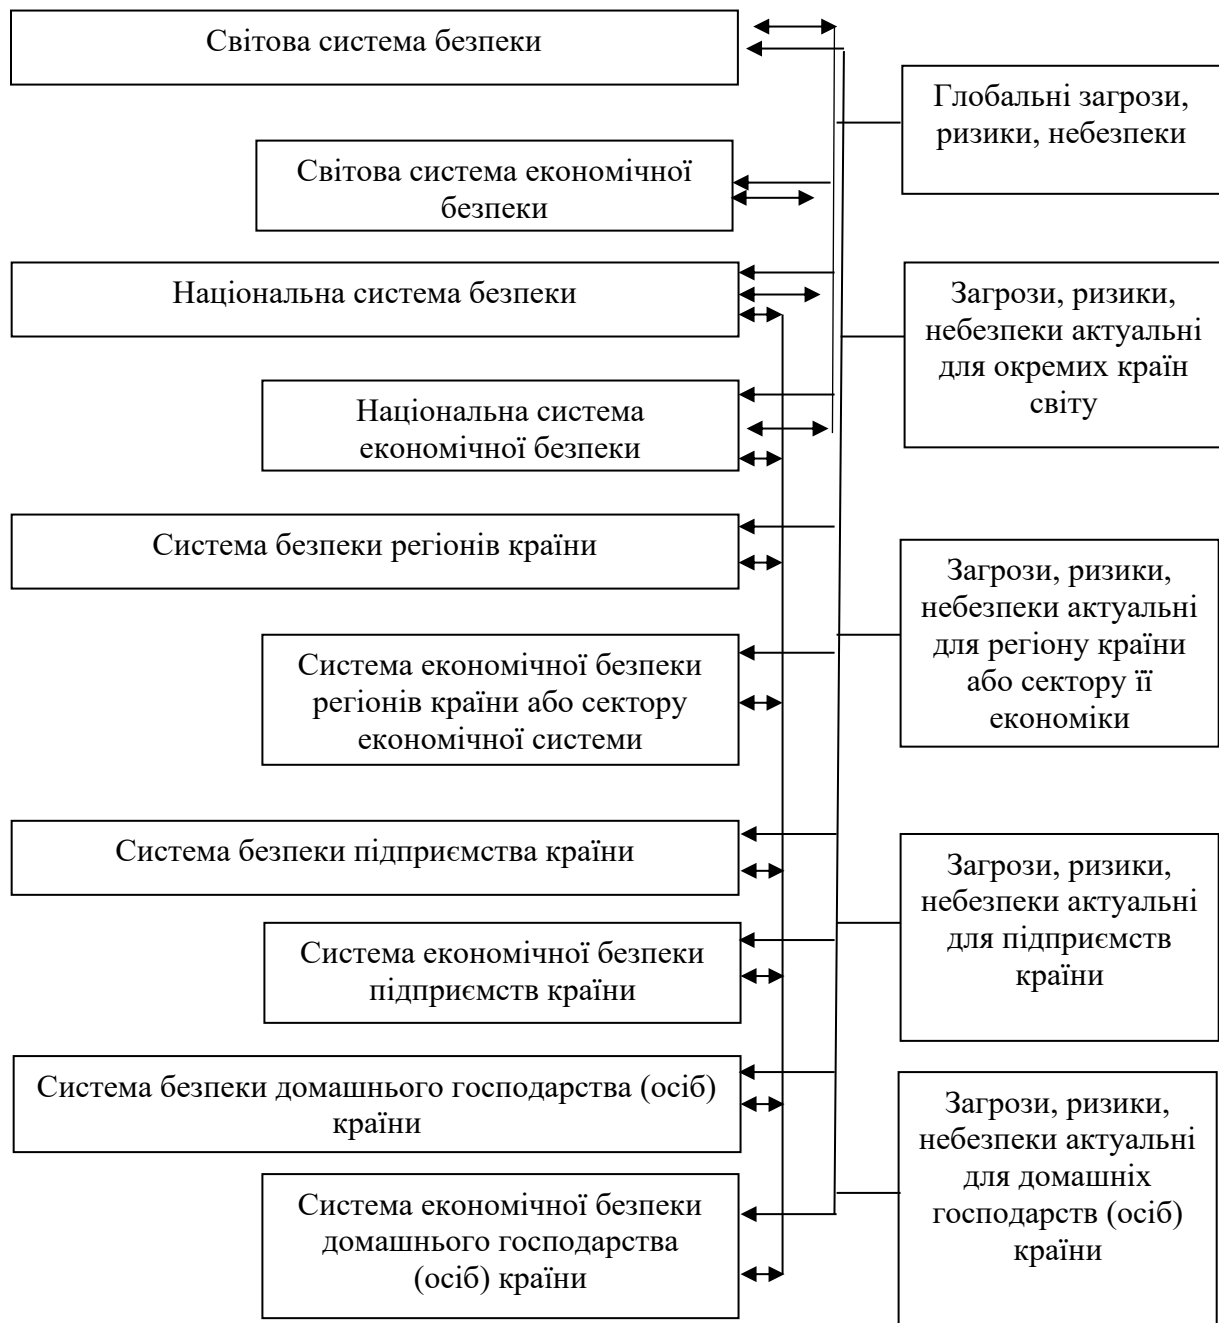 Світова система безпеки
Глобальні загрози,
ризики, небезпеки
Світова система економічної
безпеки
Національна система безпеки
Загрози, ризики,
небезпеки актуальні
для окремих країн
світу
Національна система
економічної безпеки
Система безпеки регіонів країни
Загрози, ризики,
небезпеки актуальні
для регіону країни
або сектору її
економіки
Система економічної безпеки
регіонів країни або сектору
економічної системи
Система безпеки підприємства країни
Загрози, ризики,
небезпеки актуальні
для підприємств
країни
Система економічної безпеки
підприємств країни
Система безпеки домашнього господарства (осіб)
країни
Загрози, ризики,
небезпеки актуальні
для домашніх
господарств (осіб)
країни
Система економічної безпеки
домашнього господарства
(осіб) країни